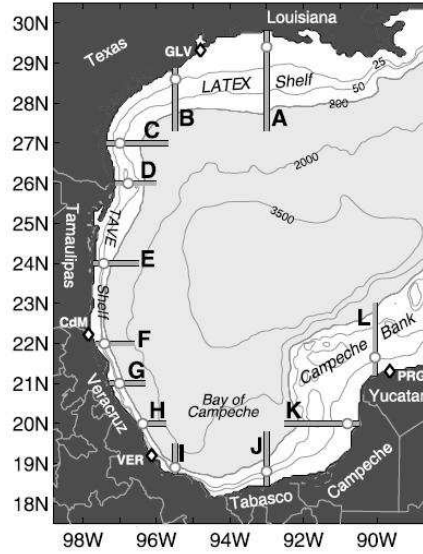 Louisiana
Texas
GLV
30N
29N
28N
27N
26N
25N
24N
23N
22N
21N
20N
19N
18N
LATEX Shelf
25
50
200
2000
3500
A
B
C
D
E
F
G
H
I
J
K
L
TAVE
Shelf
Tamaulipas
CdM
Veracruz
VER
Bay of
Campeche
Campeche Bank
PRG
Yucatan
Campeche
Tabasco
98W 96W 94W 92W 90W